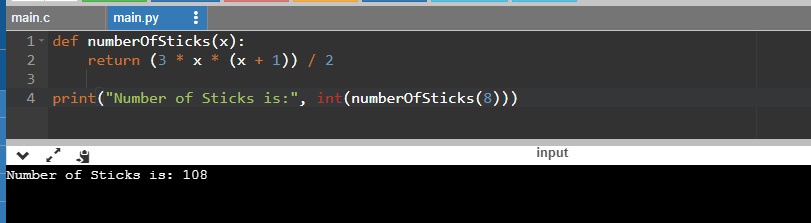 main.c main.py
1 def numberOfSticks(x):
2     return (3 * x * (x + 1)) / 2
3
4 print("Number of Sticks is:", int(numberOfSticks(8)))
input
Number of Sticks is: 108